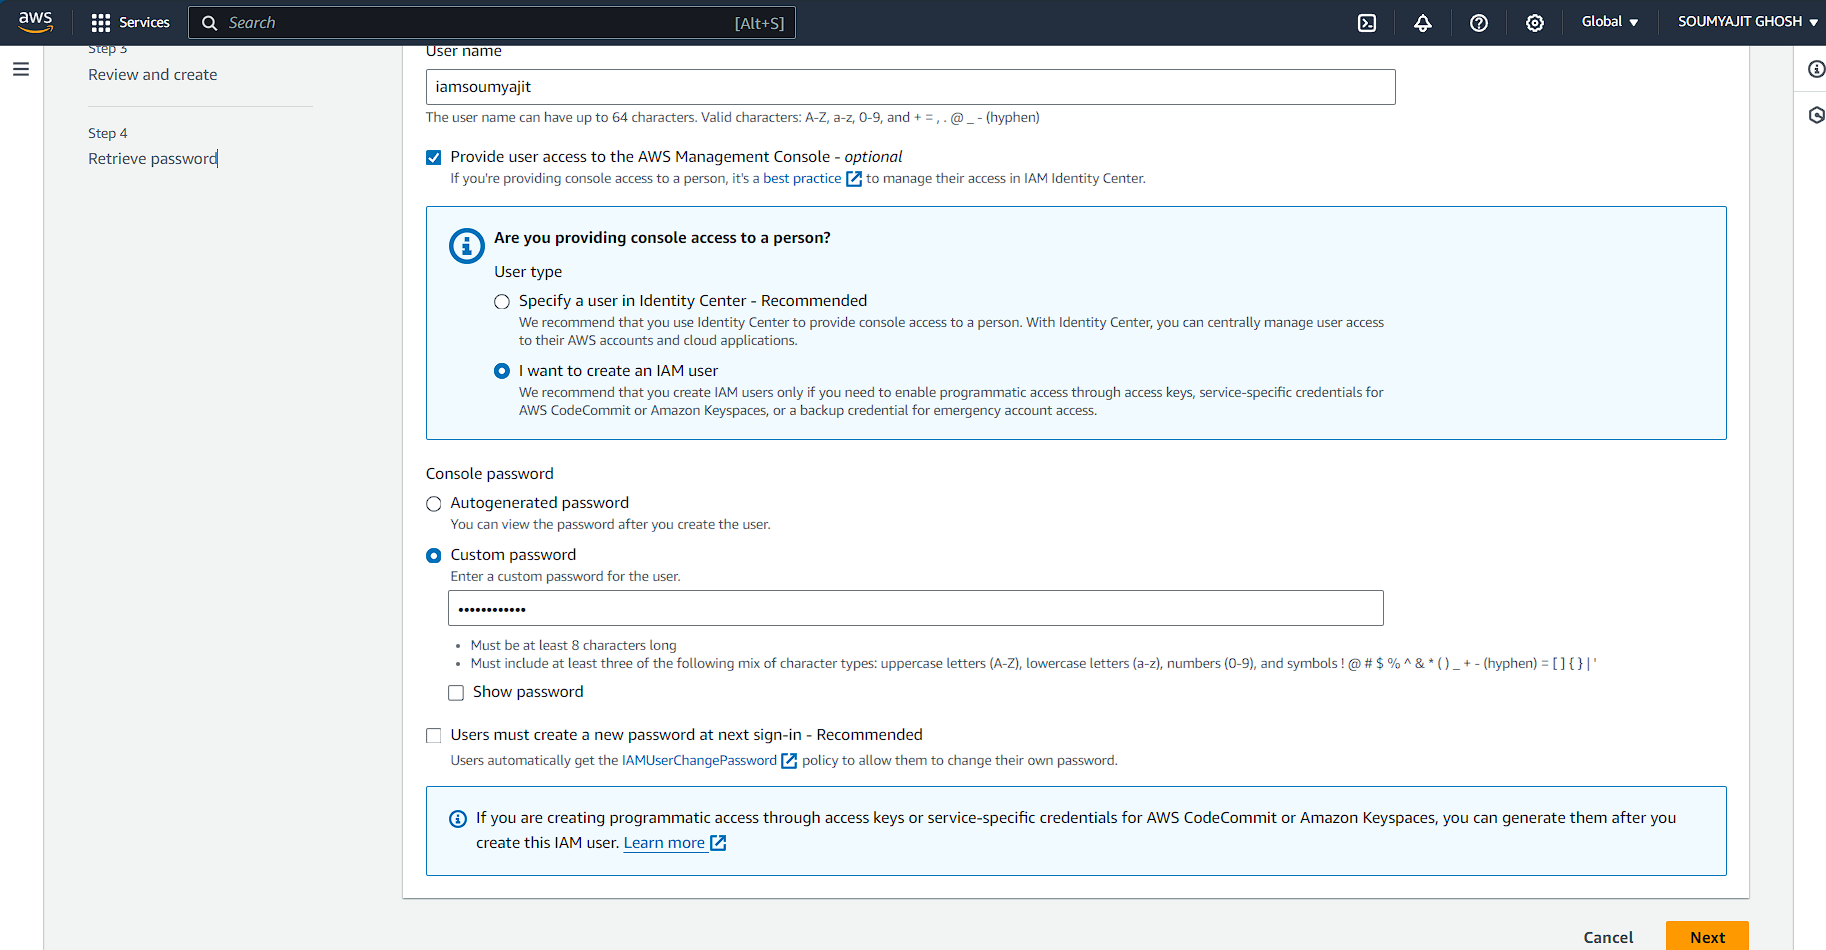 aws
Services
Search
[Alt+S]
Global
SOUMYAJIT GHOSH
Step 3
Review and create
Step 4
Retrieve password
User name
iamsoumyajit
The user name can have up to 64 characters. Valid characters: A-Z, a-z, 0-9, and + = , . @ _ - (hyphen)
Provide user access to the AWS Management Console - optional
If you're providing console access to a person, it's a best practice to manage their access in IAM Identity Center.
Are you providing console access to a person?
User type
Specify a user in Identity Center - Recommended
We recommend that you use Identity Center to provide console access to a person. With Identity Center, you can centrally manage user access
to their AWS accounts and cloud applications.
I want to create an IAM user
We recommend that you create IAM users only if you need to enable programmatic access through access keys, service-specific credentials for
AWS CodeCommit or Amazon Keyspaces, or a backup credential for emergency account access.
Console password
Autogenerated password
You can view the password after you create the user.
Custom password
Enter a custom password for the user.
••••••••••••
• Must be at least 8 characters long
• Must include at least three of the following mix of character types: uppercase letters (A-Z), lowercase letters (a-z), numbers (0-9), and symbols ! @ # $ % ^ & * ( ) _ + - (hyphen) = [ ] { } | '
Show password
Users must create a new password at next sign-in - Recommended
Users automatically get the IAMUserChangePassword policy to allow them to change their own password.
If you are creating programmatic access through access keys or service-specific credentials for AWS CodeCommit or Amazon Keyspaces, you can generate them after you
create this IAM user. Learn more
Cancel
Next